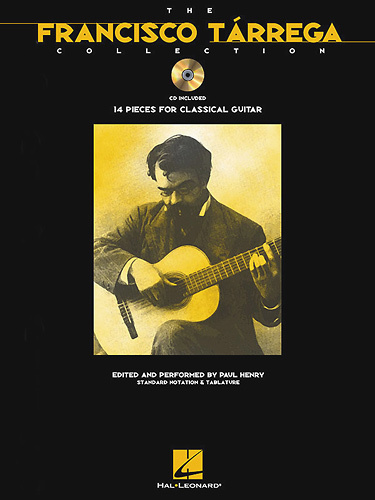 THE
FRANCISCO TÁRREGA
COLLECTION
CD INCLUDED
14 PIECES FOR CLASSICAL GUITAR
EDITED AND PERFORMED BY PAUL HENRY
STANDARD NOTATION & TABLATURE
HAL•LEONARD®